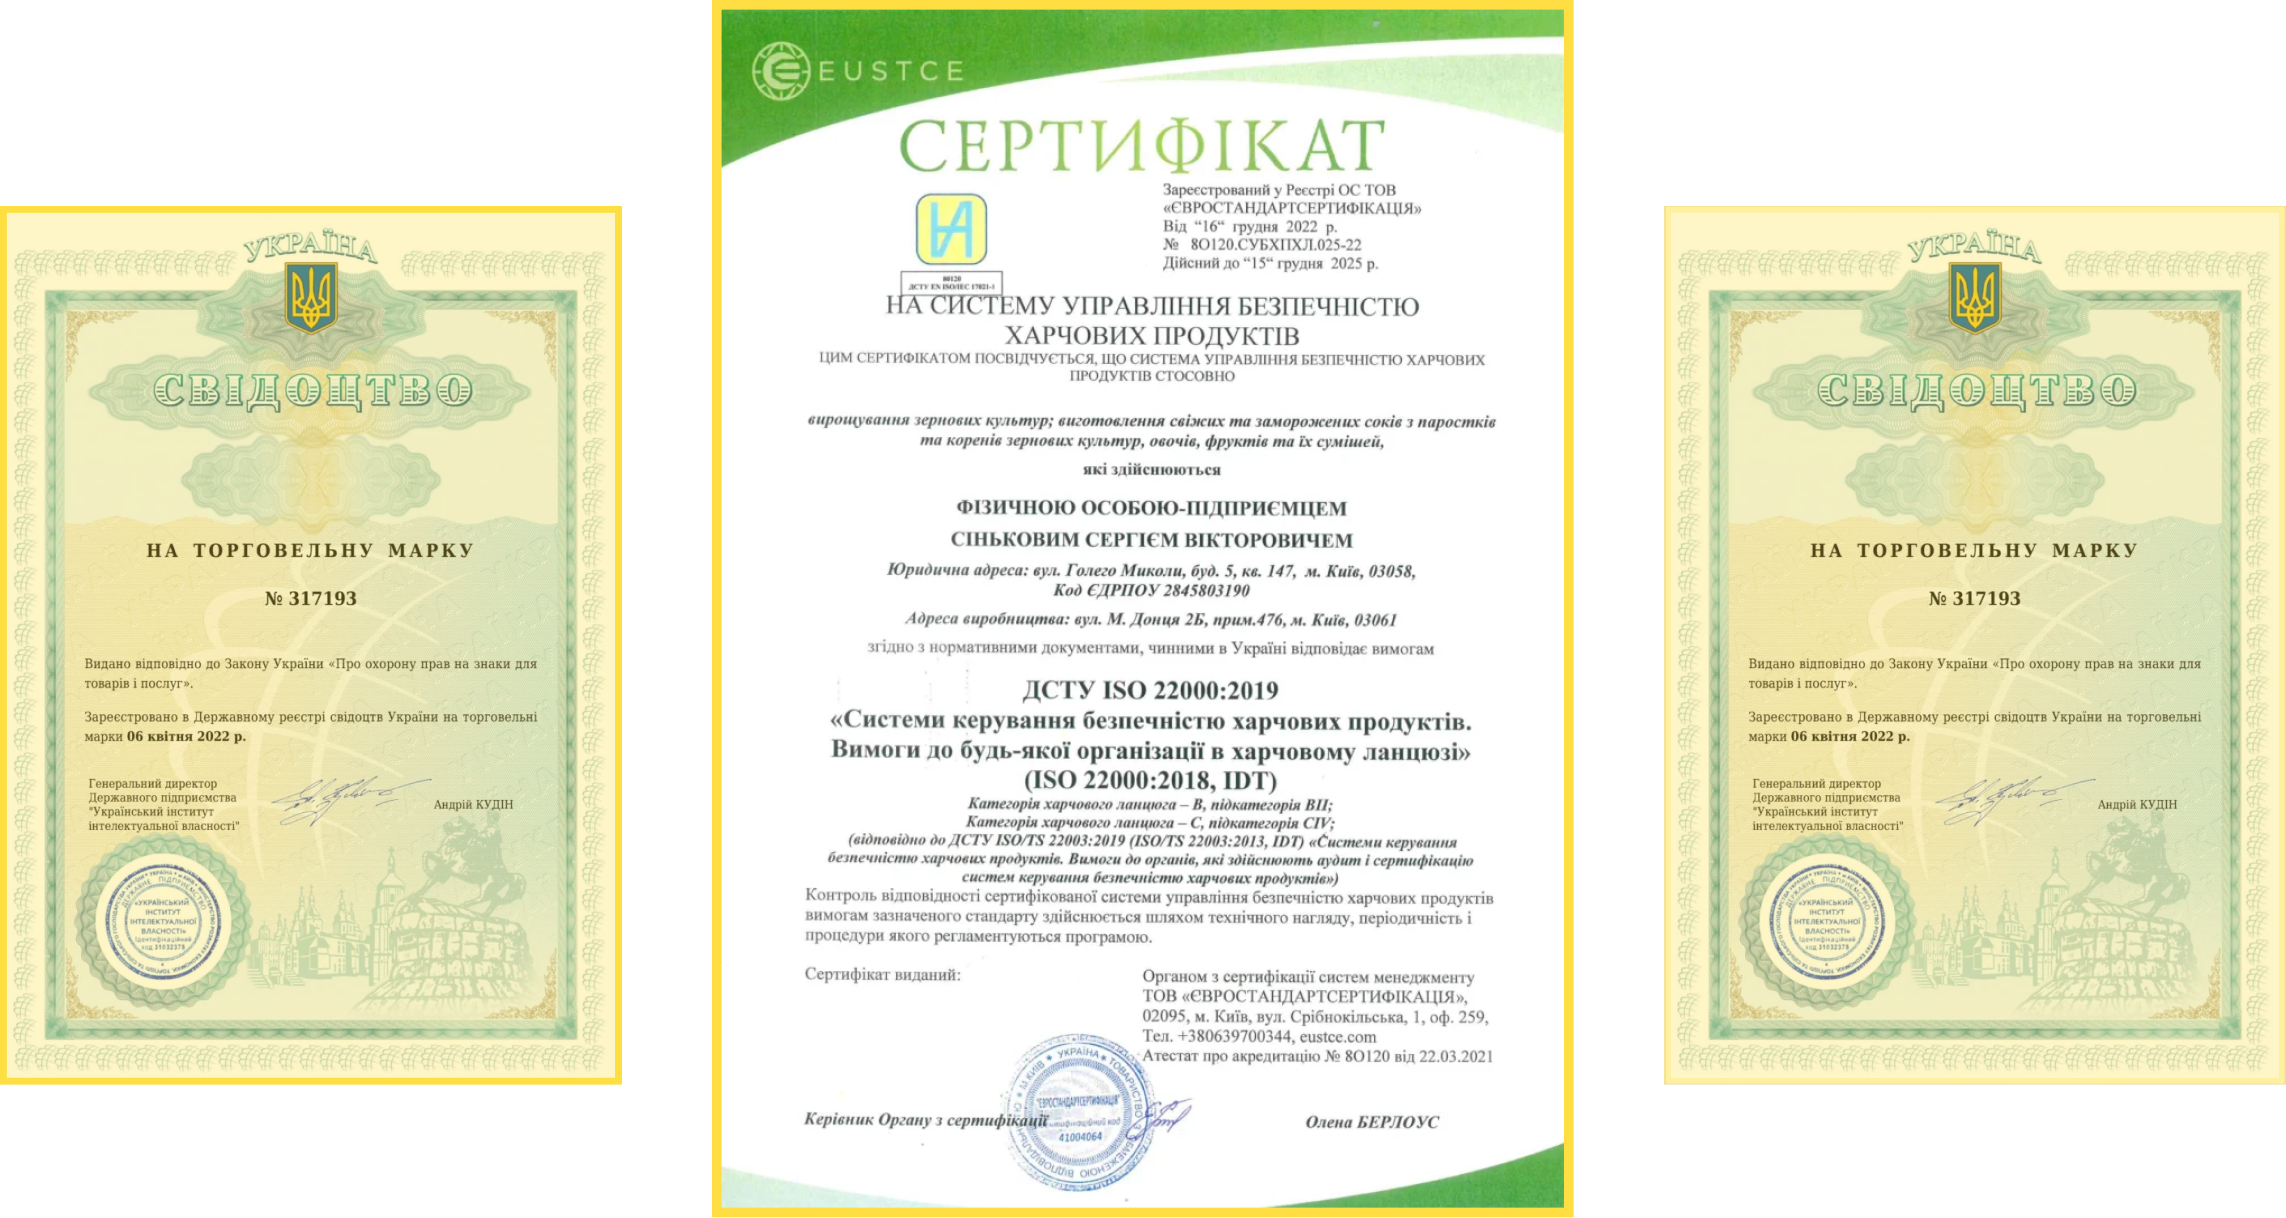 УКРАЇНА
СВІДОЦТВО
НА ТОРГОВЕЛЬНУ МАРКУ
№ 317193
Видано відповідно до Закону України «Про охорону прав на знаки для
товарів і послуг».
Зареєстровано в Державному реєстрі свідоцтв України на торговельні
марки 06 квітня 2022 р.
Генеральний директор
Державного підприємства
"Український інститут
інтелектуальної власності"
Андрій КУДІН
«УКРАЇНСЬКИЙ
ІНСТИТУТ
ІНТЕЛЕКТУАЛЬНОЇ
ВЛАСНОСТІ»
Ідентифікаційний
код 31032378
EUSTCE
СЕРТИФІКАТ
Зареєстрований у Реєстрі ОС ТОВ
«ЄВРОСТАНДАРТСЕРТИФІКАЦІЯ»
Від “16“ грудня 2022 р.
№ 8О120.СУБХПХЛ.025-22
Дійсний до “15“ грудня 2025 р.
80120
ДСТУ EN ISO/IEC 17021-1
НА СИСТЕМУ УПРАВЛІННЯ БЕЗПЕЧНІСТЮ
ХАРЧОВИХ ПРОДУКТІВ
ЦИМ СЕРТИФІКАТОМ ПОСВІДЧУЄТЬСЯ, ЩО СИСТЕМА УПРАВЛІННЯ БЕЗПЕЧНІСТЮ ХАРЧОВИХ
ПРОДУКТІВ СТОСОВНО
вирощування зернових культур; виготовлення свіжих та заморожених соків з паростків
та коренів зернових культур, овочів, фруктів та їх сумішей,
які здійснюються
ФІЗИЧНОЮ ОСОБОЮ-ПІДПРИЄМЦЕМ
СІНЬКОВИМ СЕРГІЄМ ВІКТОРОВИЧЕМ
Юридична адреса: вул. Голего Миколи, буд. 5, кв. 147, м. Київ, 03058,
Код ЄДРПОУ 2845803190
Адреса виробництва: вул. М. Донця 2Б, прим.476, м. Київ, 03061
згідно з нормативними документами, чинними в Україні відповідає вимогам
ДСТУ ISO 22000:2019
«Системи керування безпечністю харчових продуктів.
Вимоги до будь-якої організації в харчовому ланцюзі»
(ISO 22000:2018, IDT)
Категорія харчового ланцюга – В, підкатегорія ВІІ;
Категорія харчового ланцюга – С, підкатегорія СIV;
(відповідно до ДСТУ ISO/TS 22003:2019 (ISO/TS 22003:2013, IDT) «Системи керування
безпечністю харчових продуктів. Вимоги до органів, які здійснюють аудит і сертифікацію
систем керування безпечністю харчових продуктів»)
Контроль відповідності сертифікованої системи управління безпечністю харчових продуктів
вимогам зазначеного стандарту здійснюється шляхом технічного нагляду, періодичність і
процедури якого регламентуються програмою.
Сертифікат виданий:
Органом з сертифікації систем менеджменту
ТОВ «ЄВРОСТАНДАРТСЕРТИФІКАЦІЯ»,
02095, м. Київ, вул. Срібнокільська, 1, оф. 259,
Тел. +380639700344, eustce.com
Атестат про акредитацію № 8О120 від 22.03.2021
Керівник Органу з сертифікації
Олена БЕРЛОУС
"ЄВРОСТАНДАРТСЕРТИФІКАЦІЯ"
41004064
УКРАЇНА
СВІДОЦТВО
НА ТОРГОВЕЛЬНУ МАРКУ
№ 317193
Видано відповідно до Закону України «Про охорону прав на знаки для
товарів і послуг».
Зареєстровано в Державному реєстрі свідоцтв України на торговельні
марки 06 квітня 2022 р.
Генеральний директор
Державного підприємства
"Український інститут
інтелектуальної власності"
Андрій КУДІН
«УКРАЇНСЬКИЙ
ІНСТИТУТ
ІНТЕЛЕКТУАЛЬНОЇ
ВЛАСНОСТІ»
Ідентифікаційний
код 31032378